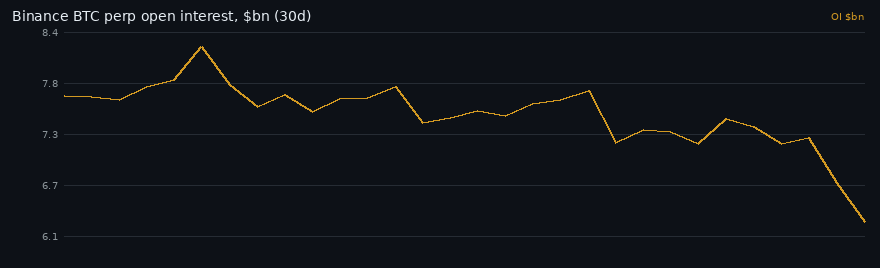 Binance BTC perp open interest, $bn (30d)
OI $bn
8.4
7.8
7.3
6.7
6.1